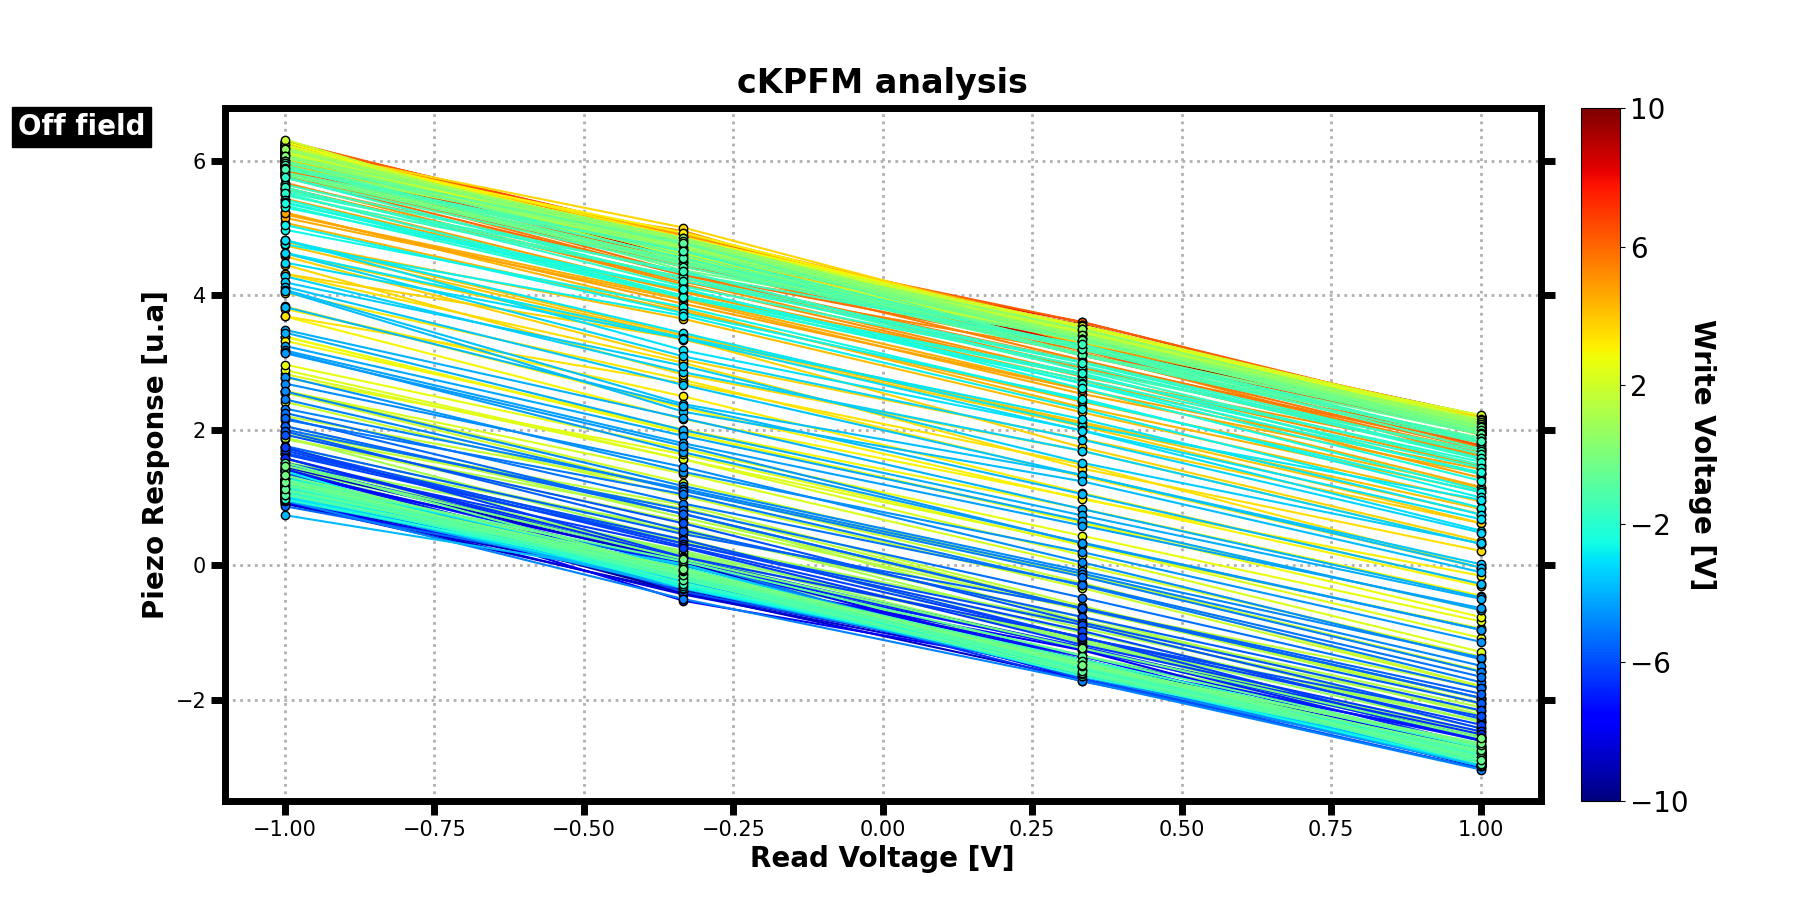 cKPFM analysis
Off field
Piezo Response [u.a]
6
4
2
0
−2
−1.00 −0.75 −0.50 −0.25 0.00 0.25 0.50 0.75 1.00
Read Voltage [V]
10
6
2
−2
−6
−10
Write Voltage [V]